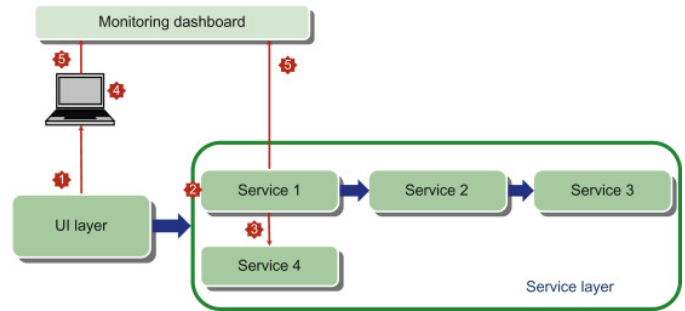 Monitoring dashboard
5
5
4
1
2
Service 1
Service 2
Service 3
UI layer
3
Service 4
Service layer